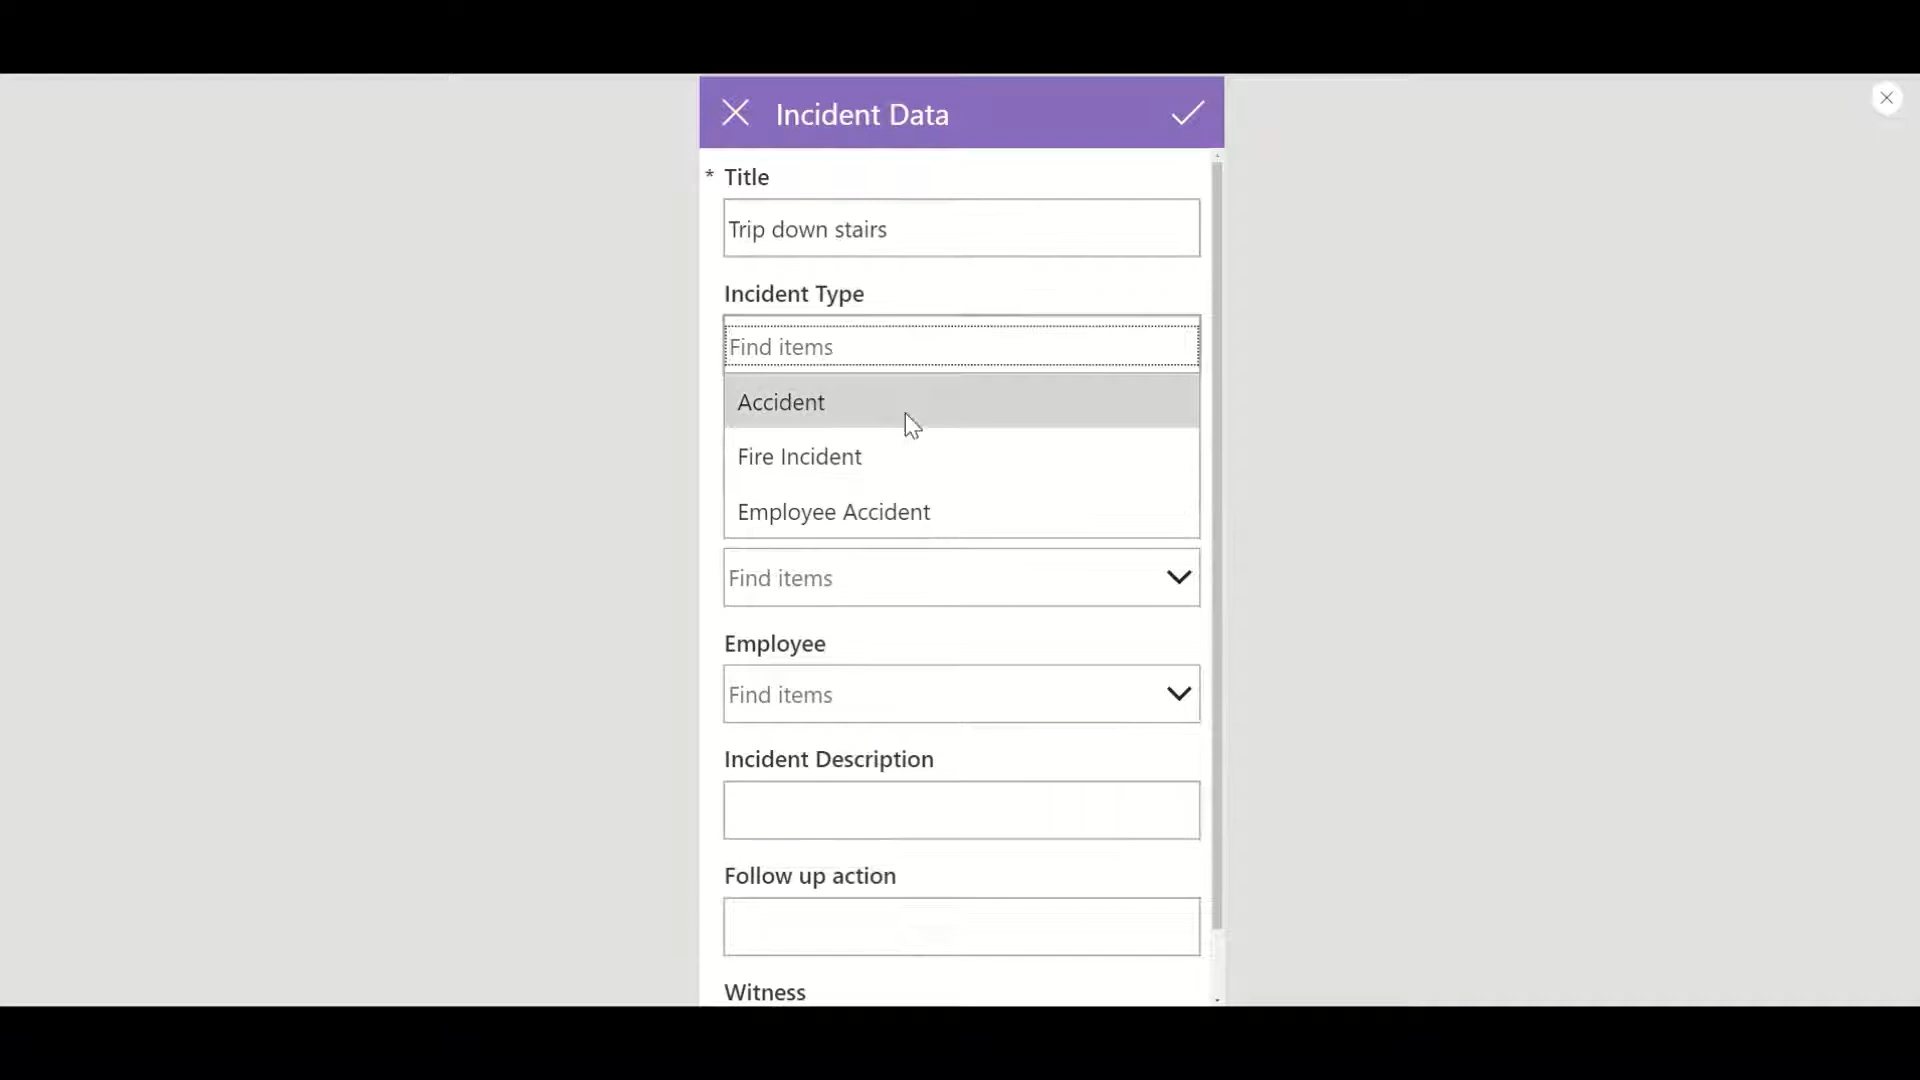 Incident Data
* Title
Trip down stairs
Incident Type
Find items
Accident
Fire Incident
Employee Accident
Find items
Employee
Find items
Incident Description
Follow up action
Witness